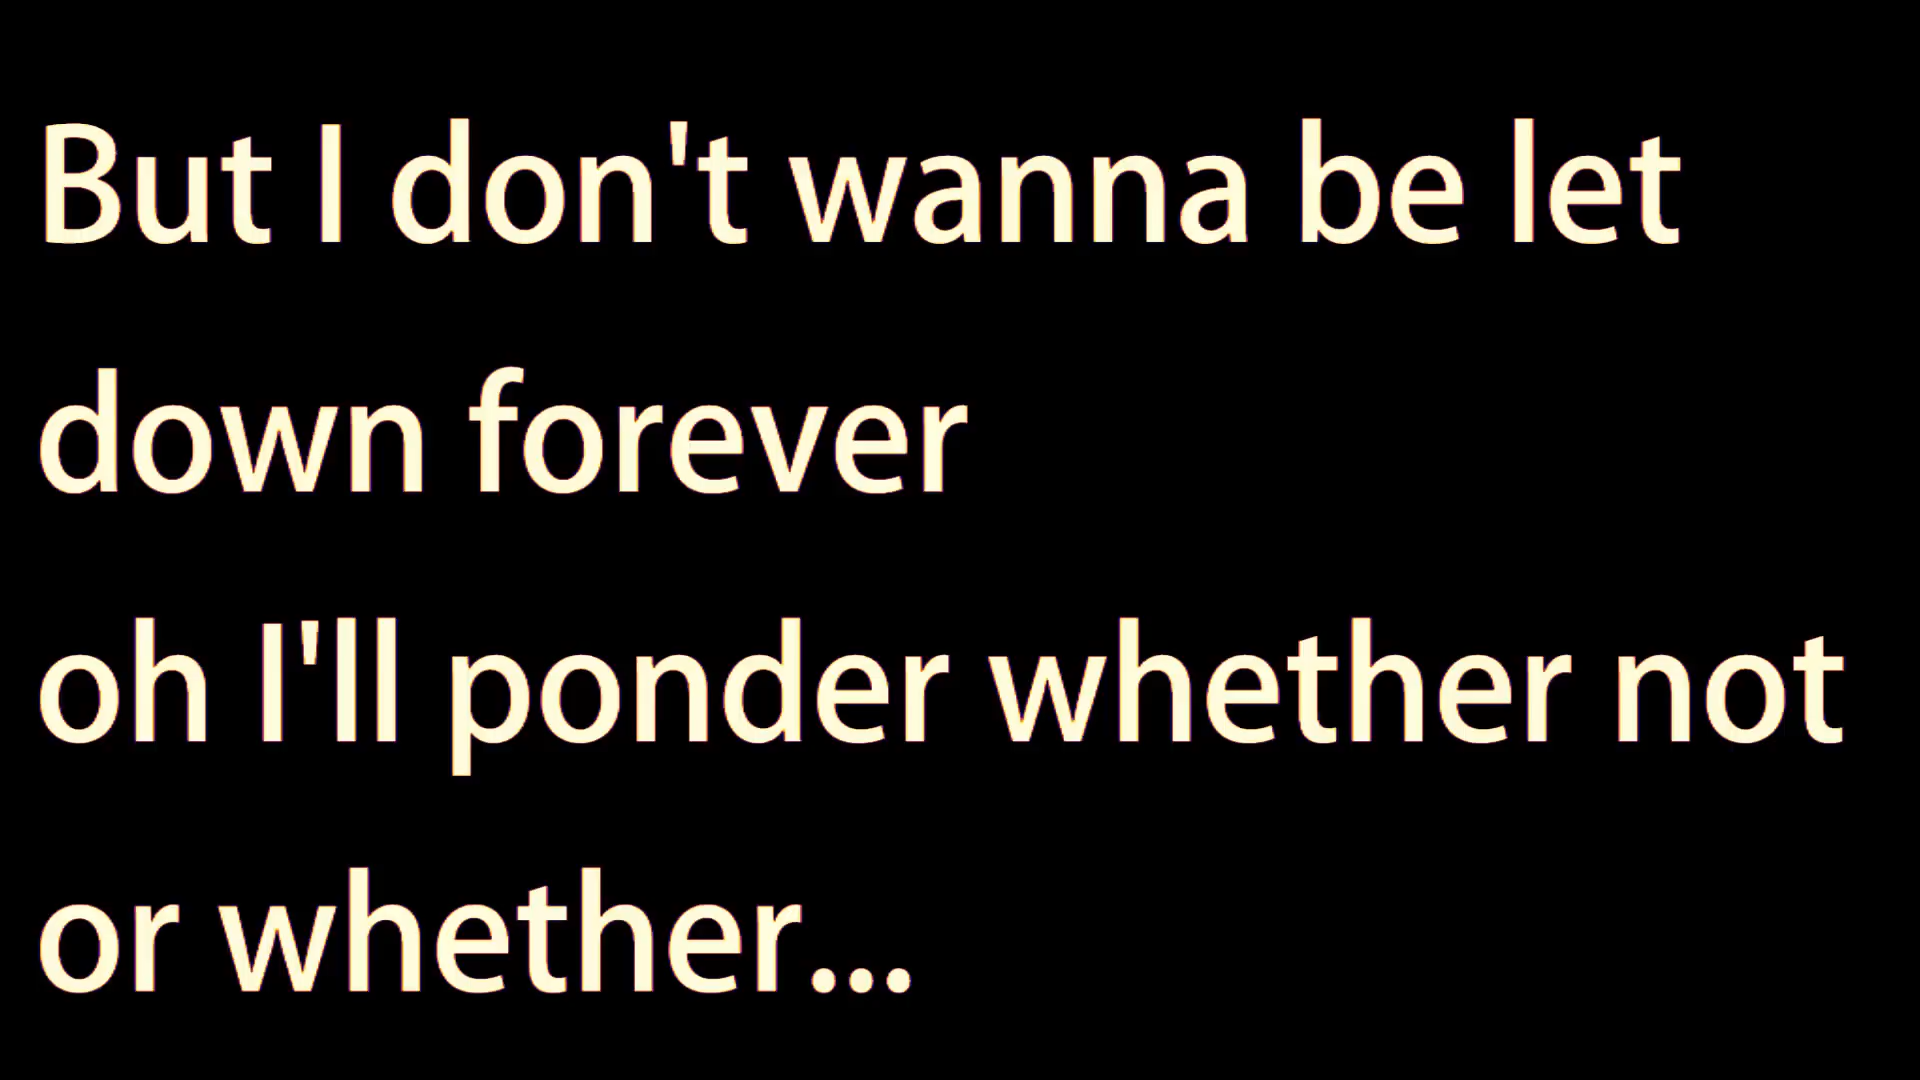 But I don't wanna be let
down forever
oh I'll ponder whether not
or whether...